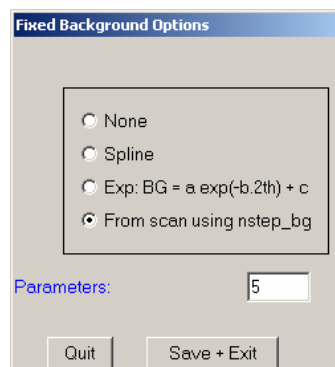 Fixed Background Options
None
Spline
Exp: BG = a exp(-b.2th) + c
From scan using nstep_bg
Parameters: 5
Quit Save + Exit